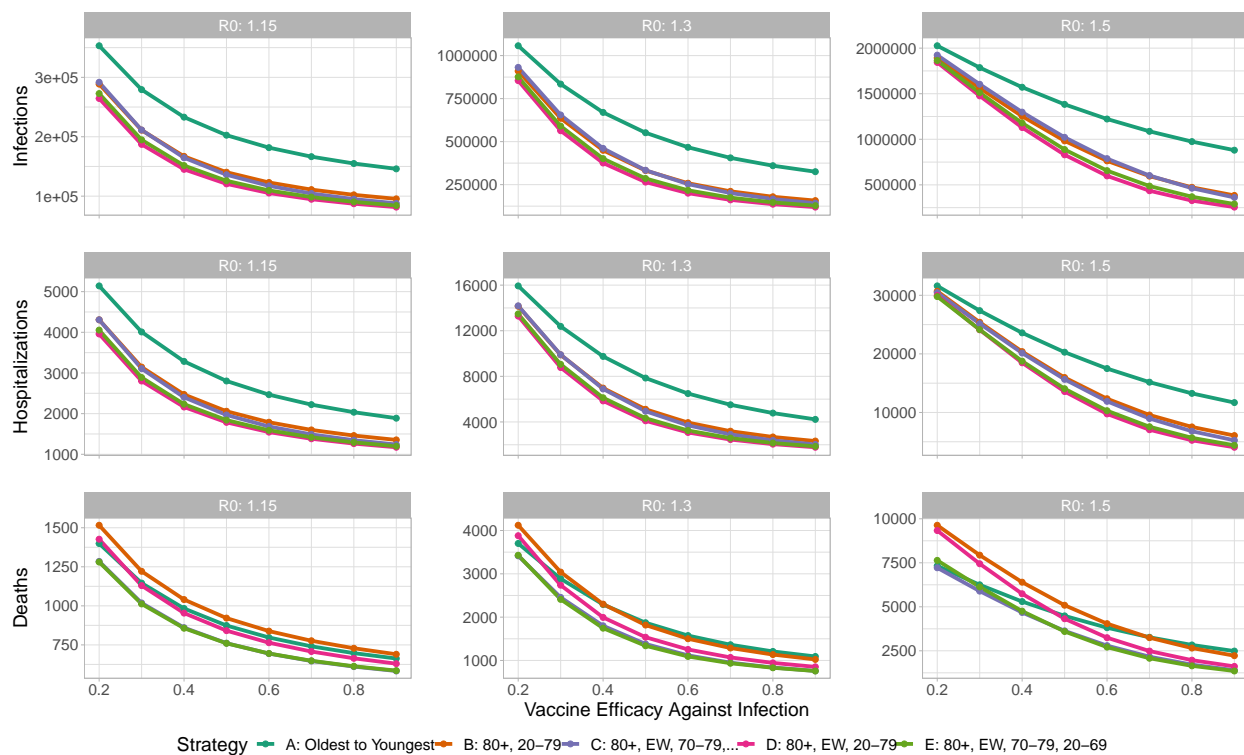 R0: 1.15 R0: 1.3 R0: 1.5
Infections
3e+05
2e+05
1e+05
1000000
750000
500000
250000
2000000
1500000
1000000
500000
R0: 1.15 R0: 1.3 R0: 1.5
Hospitalizations
5000
4000
3000
2000
1000
16000
12000
8000
4000
30000
20000
10000
R0: 1.15 R0: 1.3 R0: 1.5
Deaths
1500
1250
1000
750
4000
3000
2000
1000
10000
7500
5000
2500
0.2 0.4 0.6 0.8 0.2 0.4 0.6 0.8 0.2 0.4 0.6 0.8
Vaccine Efficacy Against Infection
Strategy A: Oldest to Youngest B: 80+, 20−79 C: 80+, EW, 70−79,... D: 80+, EW, 20−79 E: 80+, EW, 70−79, 20−69